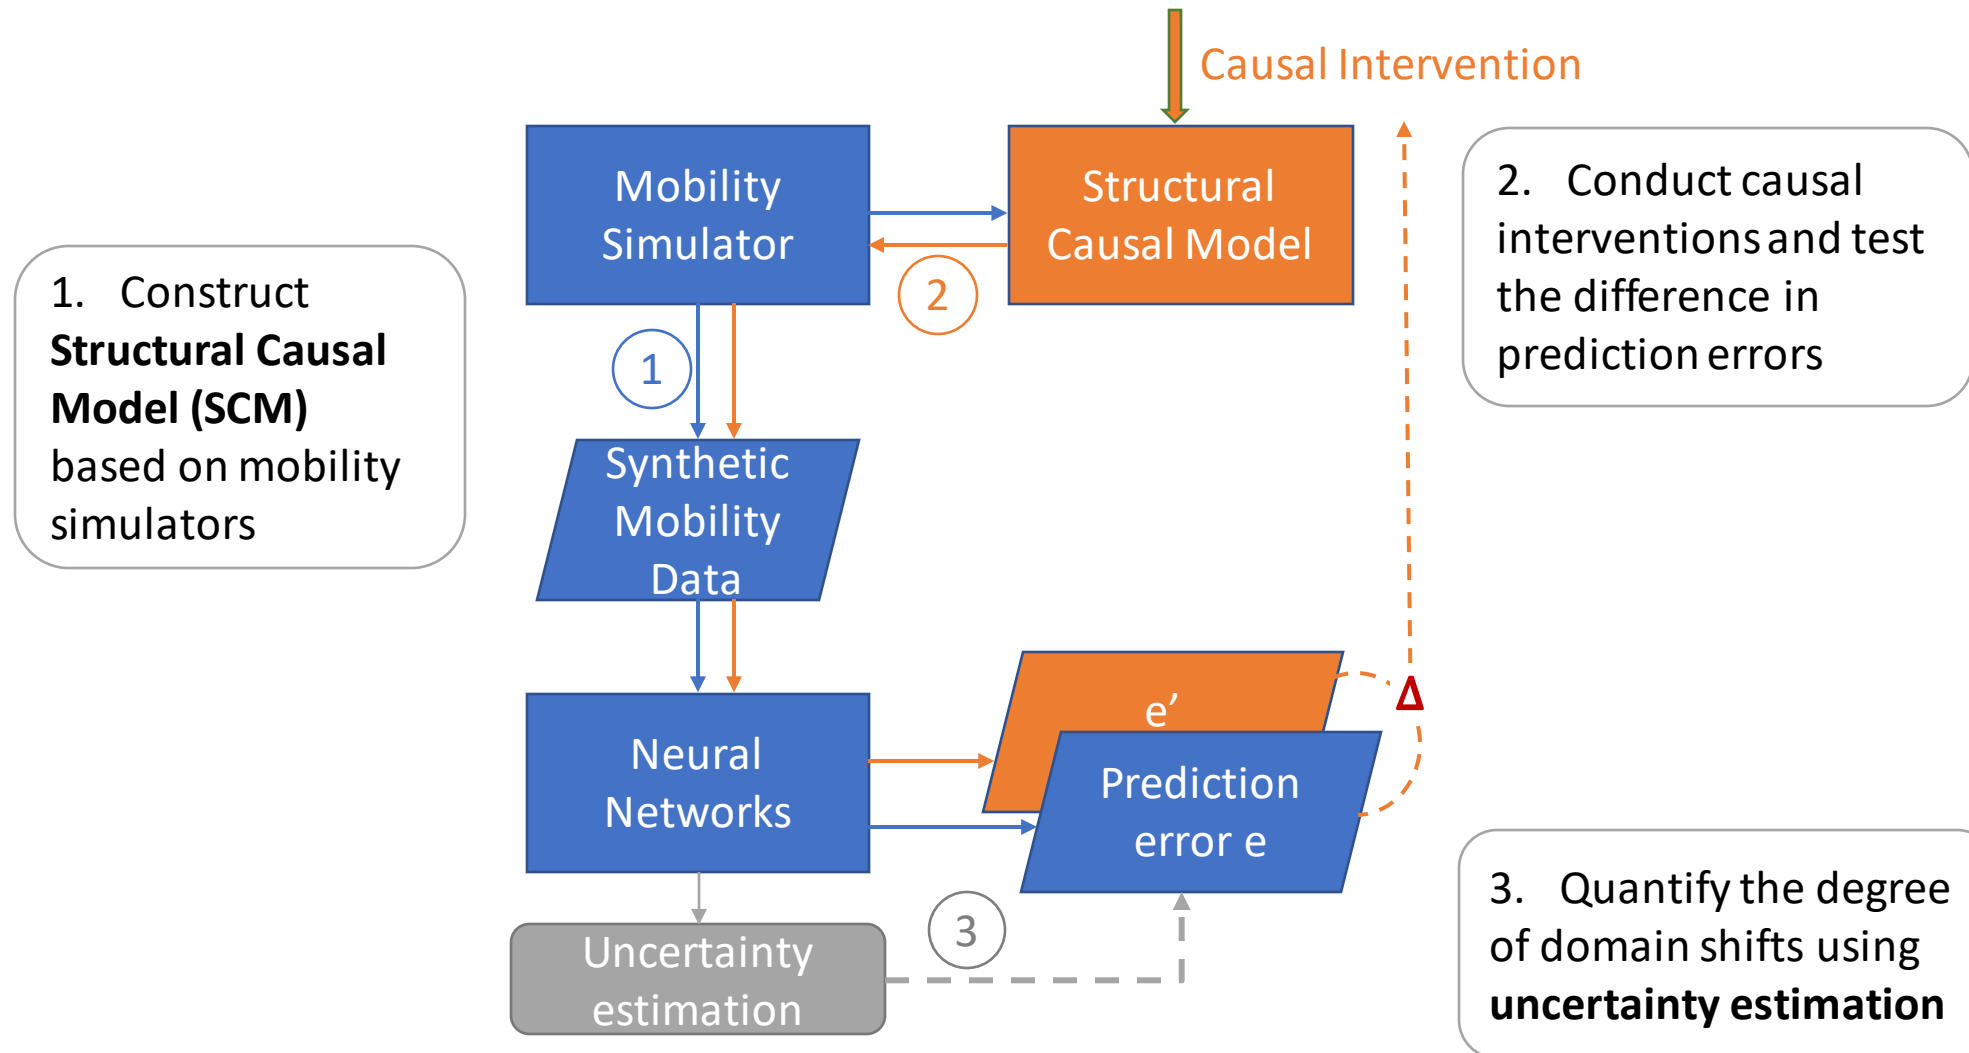 Causal Intervention
Mobility
Simulator
Structural
Causal Model
2. Conduct causal
interventions and test
the difference in
prediction errors
1. Construct
Structural Causal
Model (SCM)
based on mobility
simulators
2
1
Synthetic
Mobility
Data
e’
Δ
Neural
Networks
Prediction
error e
3
Uncertainty
estimation
3. Quantify the degree
of domain shifts using
uncertainty estimation